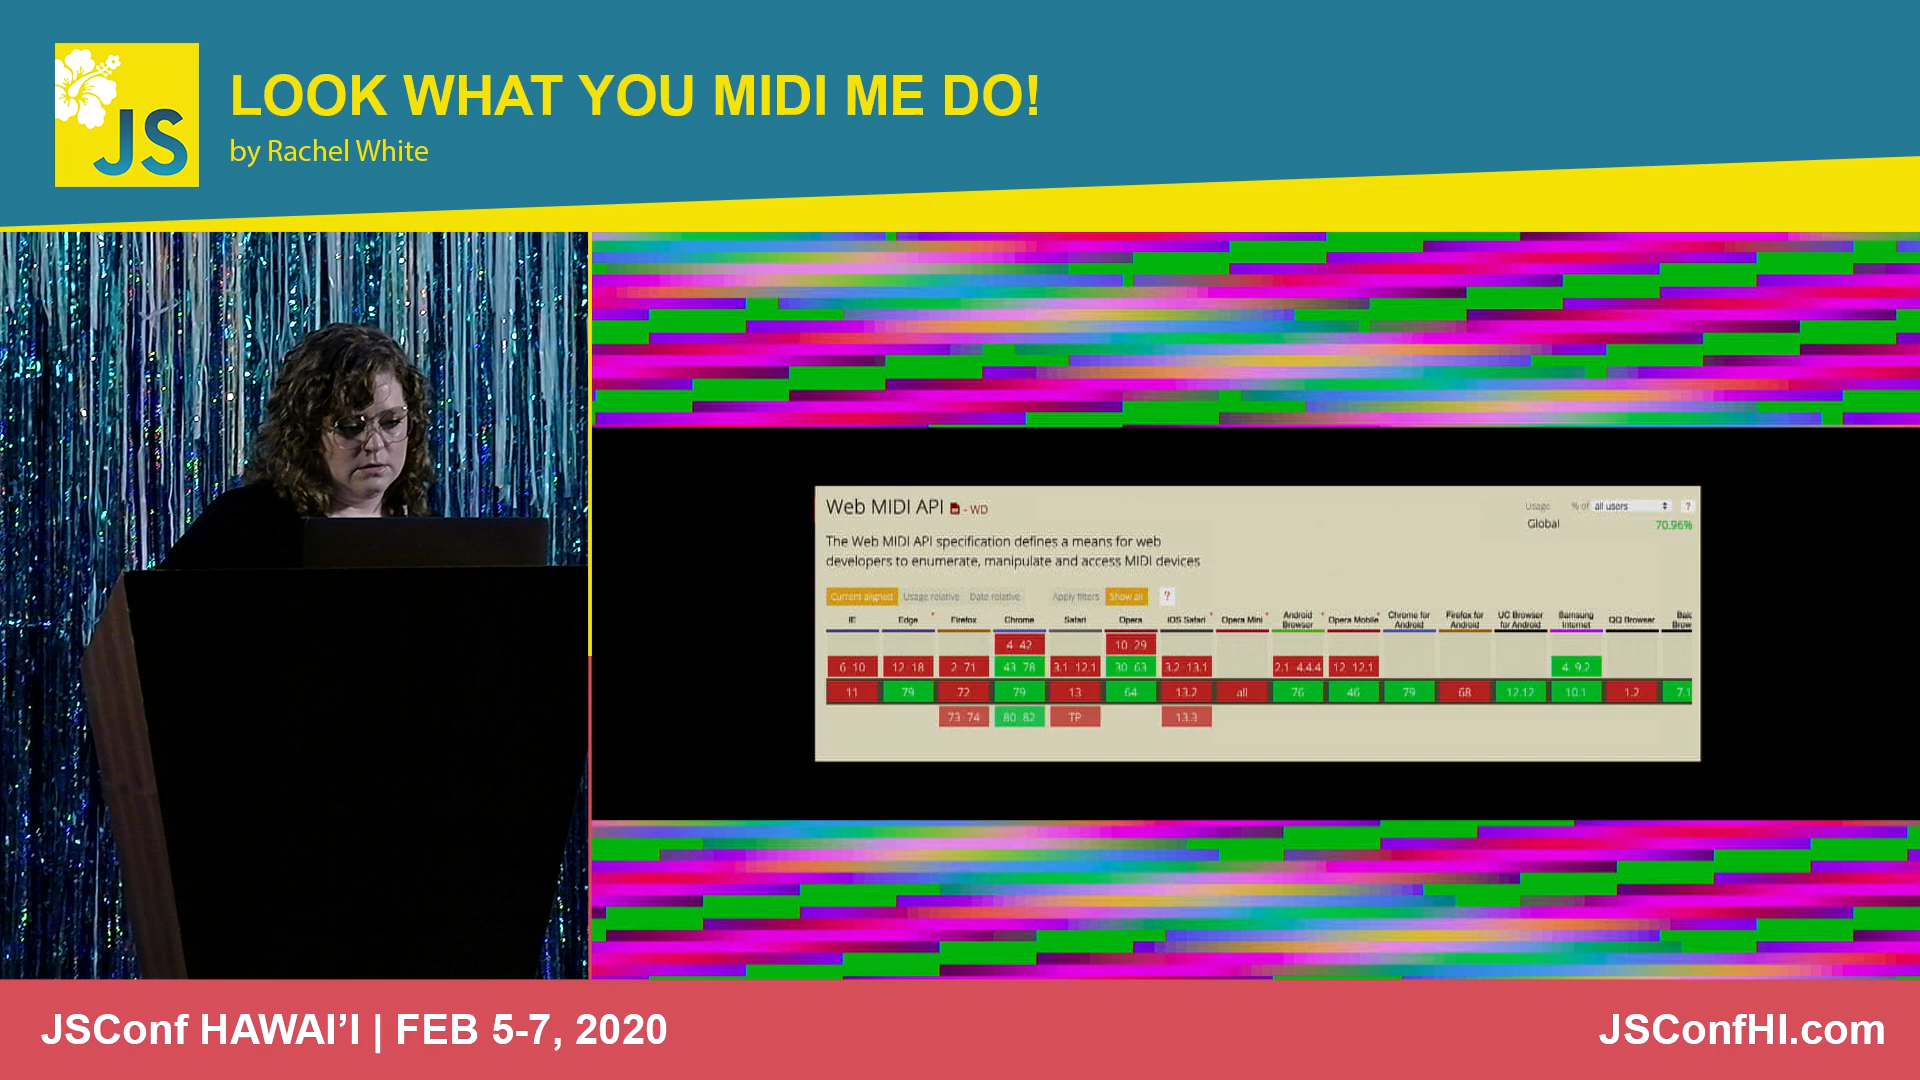 JS
LOOK WHAT YOU MIDI ME DO!
by Rachel White
Web MIDI API - WD
Usage % of all users ?
Global 70.96%
The Web MIDI API specification defines a means for web
developers to enumerate, manipulate and access MIDI devices
Current aligned Usage relative Date relative Apply filters Show all ?
IE Edge * Firefox Chrome Safari Opera iOS Safari * Opera Mini * Android Browser * Opera Mobile * Chrome for Android Firefox for Android UC Browser for Android Samsung Internet QQ Browser
4-42 10-29
6-10 12-18 2-71 43-78 3.1-12.1 30-63 3.2-13.1 2.1-4.4.4 12-12.1 4-9.2
11 79 72 79 13 64 13.2 all 76 46 79 68 12.12 10.1 1.2 7.1
73-74 80-82 TP 13.3
JSConf HAWAI’I | FEB 5-7, 2020
JSConfHI.com